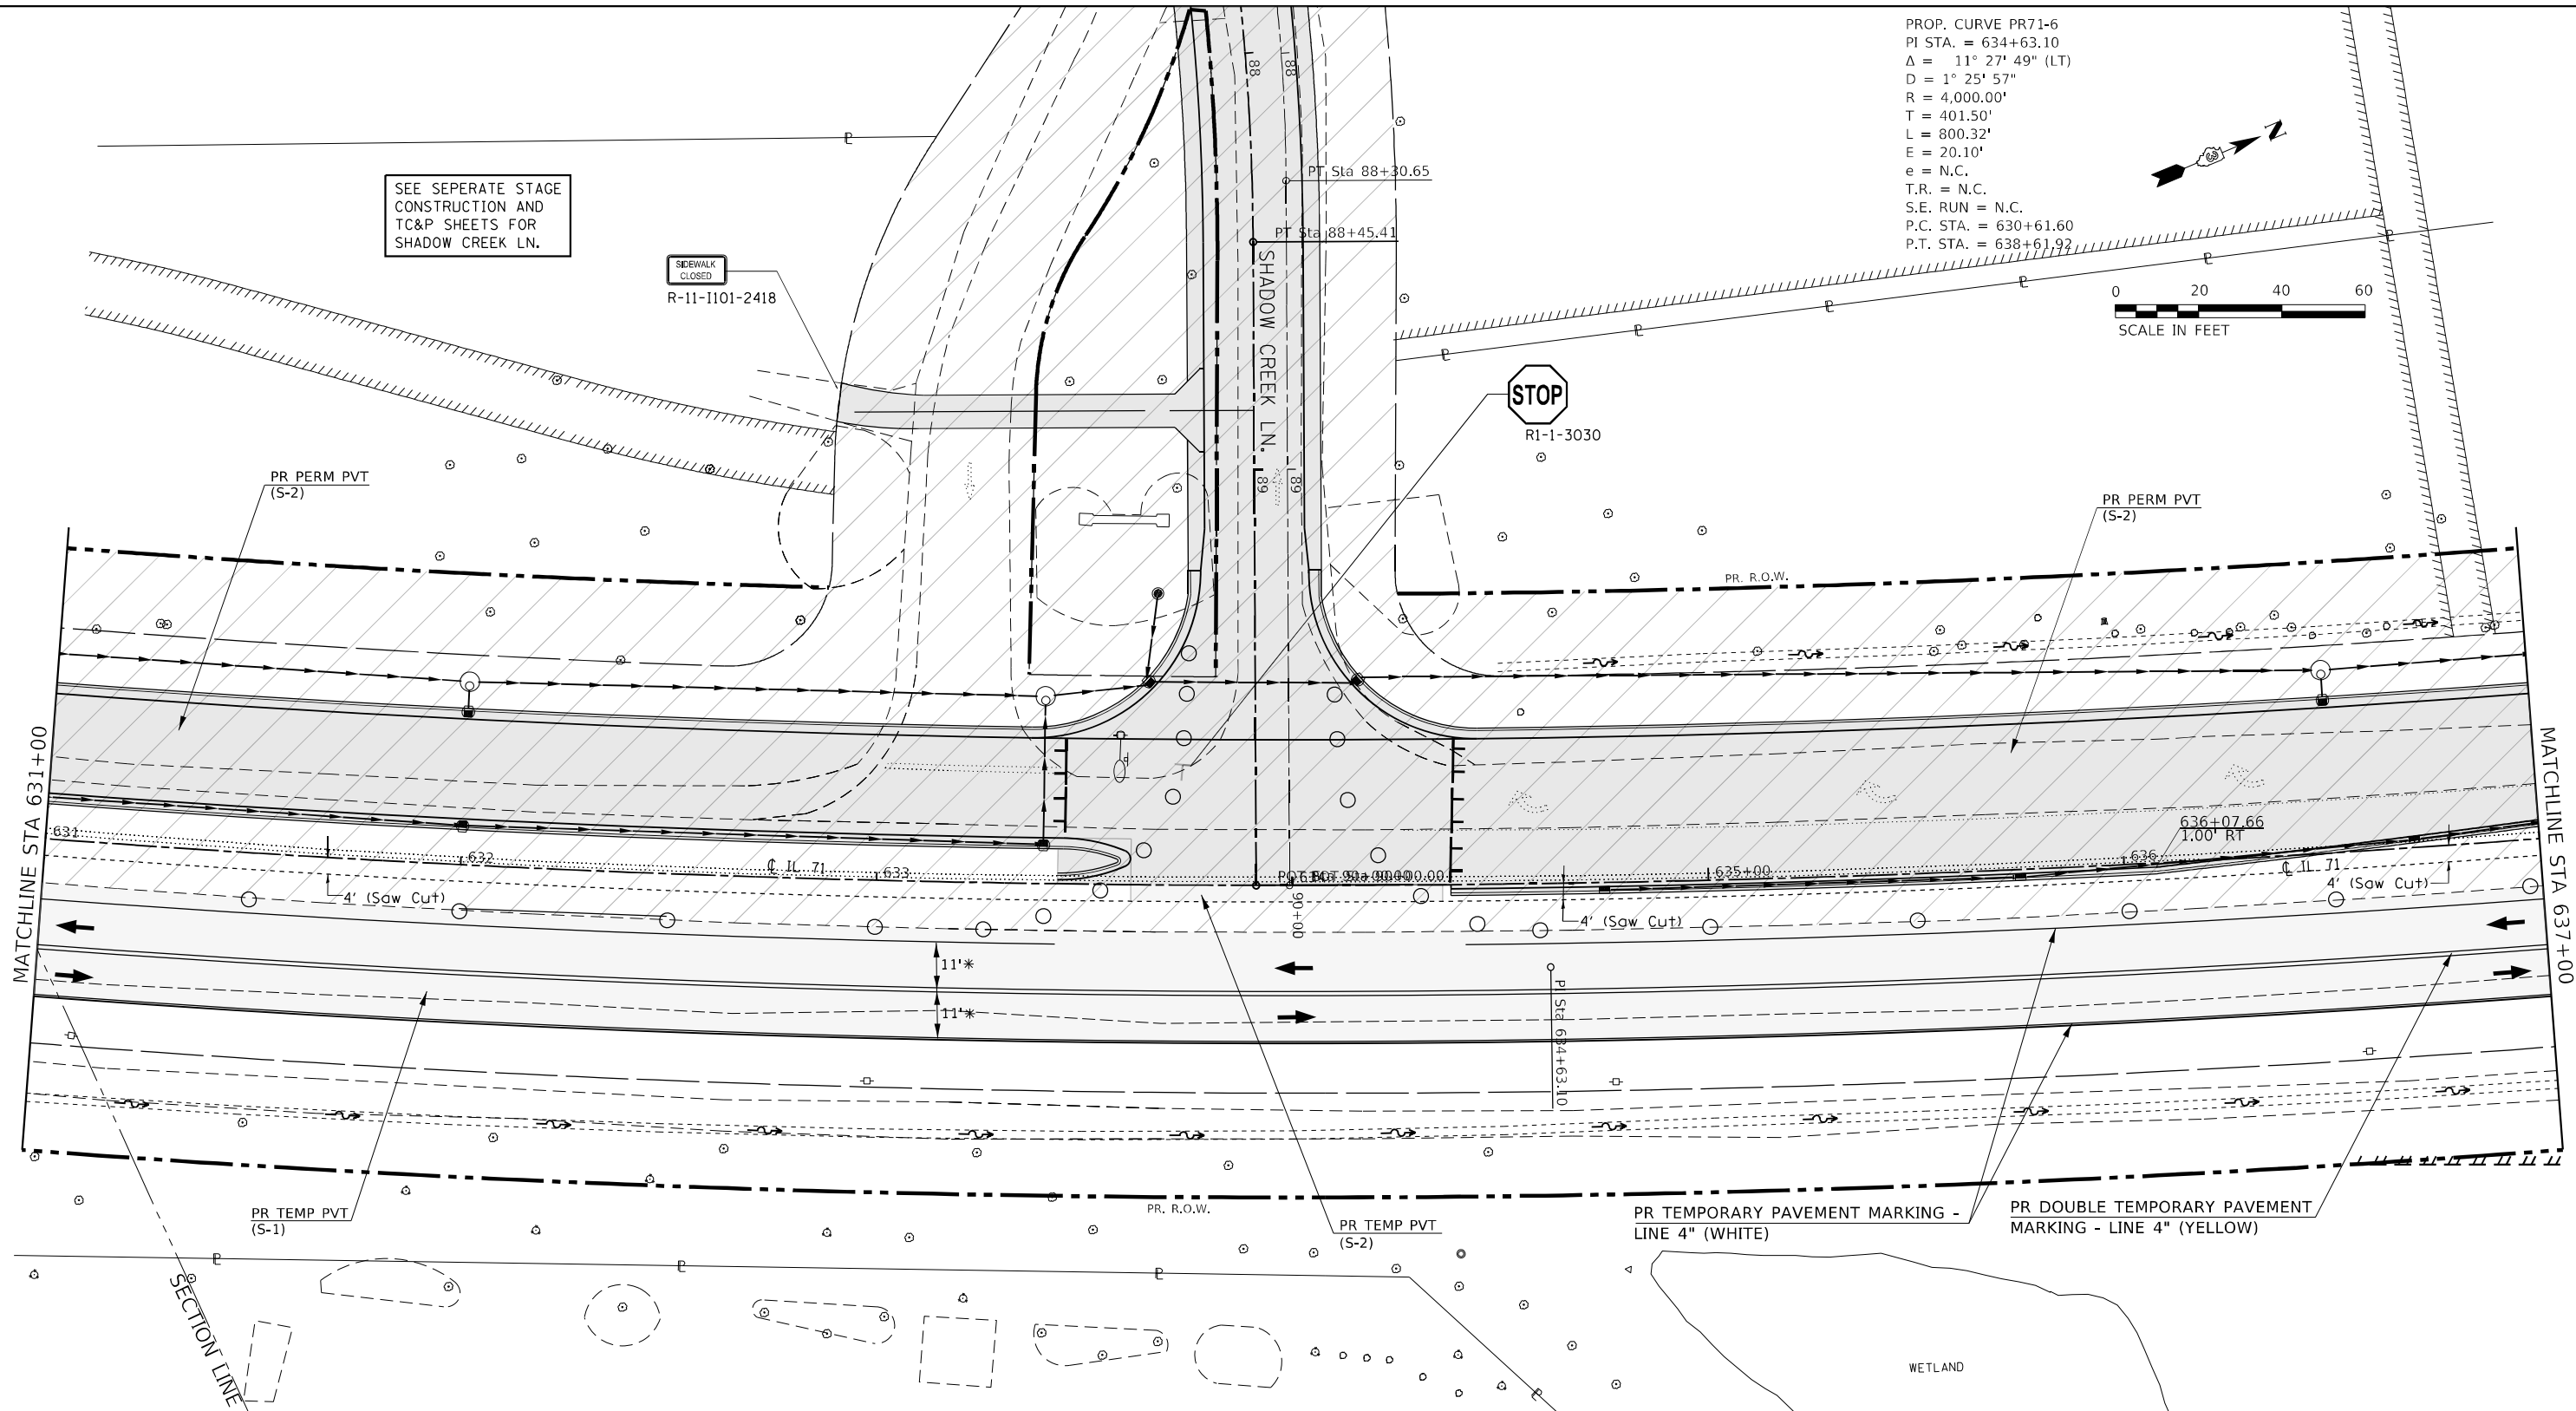 PROP. CURVE PR71-6
PI STA. = 634+63.10
Δ = 11° 27' 49" (LT)
D = 1° 25' 57"
R = 4,000.00'
T = 401.50'
L = 800.32'
E = 20.10'
e = N.C.
T.R. = N.C.
S.E. RUN = N.C.
P.C. STA. = 630+61.60
P.T. STA. = 638+61.92
N
3
0 20 40 60
SCALE IN FEET
SEE SEPERATE STAGE
CONSTRUCTION AND
TC&P SHEETS FOR
SHADOW CREEK LN.
SIDEWALK
CLOSED
R-11-I101-2418
88
88
PT Sta 88+30.65
PT Sta 88+45.41
SHADOW CREEK LN.
STOP
R1-1-3030
89
89
PR PERM PVT
(S-2)
PR PERM PVT
(S-2)
PR. R.O.W.
MATCHLINE STA 631+00
MATCHLINE STA 637+00
631
632
℄ IL 71
633
635+00
636
636+07.66
1.00' RT
℄ IL 71
4' (Saw Cut)
4' (Saw Cut)
4' (Saw Cut)
90+00
11'*
11'*
PI Sta 634+63.10
PR TEMP PVT
(S-1)
PR. R.O.W.
PR TEMP PVT
(S-2)
PR TEMPORARY PAVEMENT MARKING -
LINE 4" (WHITE)
PR DOUBLE TEMPORARY PAVEMENT
MARKING - LINE 4" (YELLOW)
SECTION LINE
WETLAND